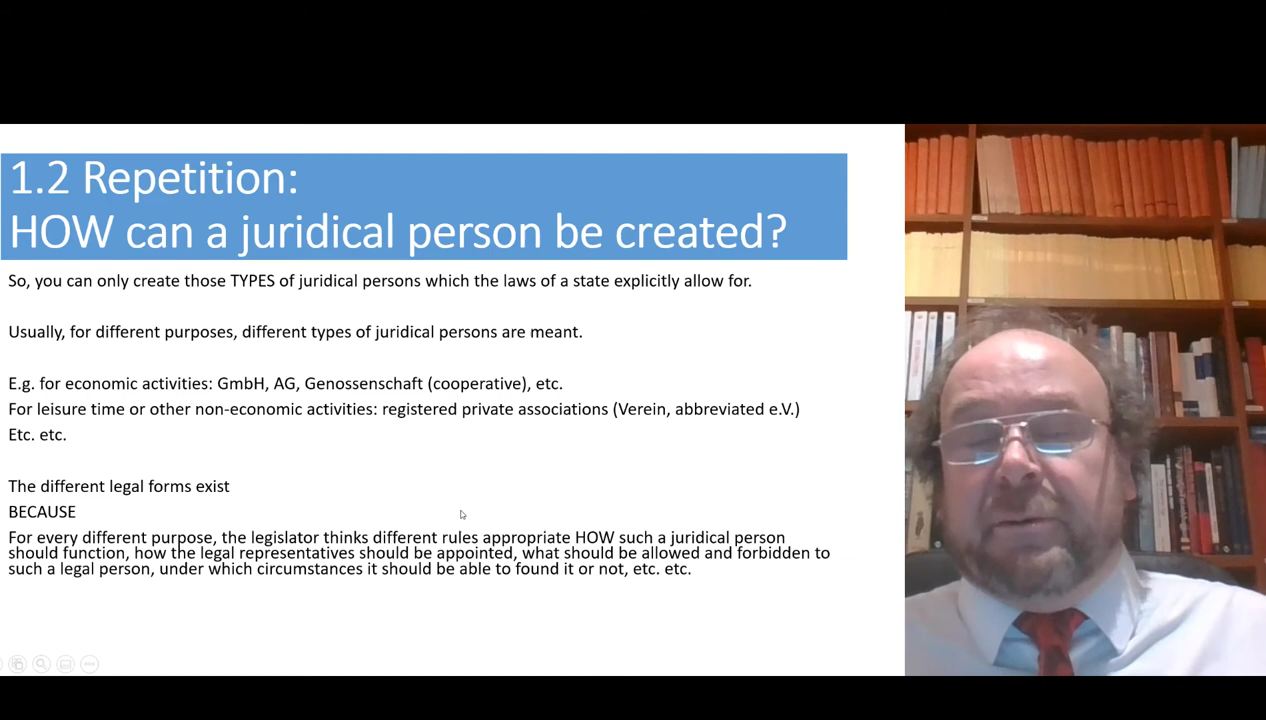 1.2 Repetition:
HOW can a juridical person be created?
So, you can only create those TYPES of juridical persons which the laws of a state explicitly allow for.
Usually, for different purposes, different types of juridical persons are meant.
E.g. for economic activities: GmbH, AG, Genossenschaft (cooperative), etc.
For leisure time or other non-economic activities: registered private associations (Verein, abbreviated e.V.)
Etc. etc.
The different legal forms exist
BECAUSE
For every different purpose, the legislator thinks different rules appropriate HOW such a juridical person
should function, how the legal representatives should be appointed, what should be allowed and forbidden to
such a legal person, under which circumstances it should be able to found it or not, etc. etc.